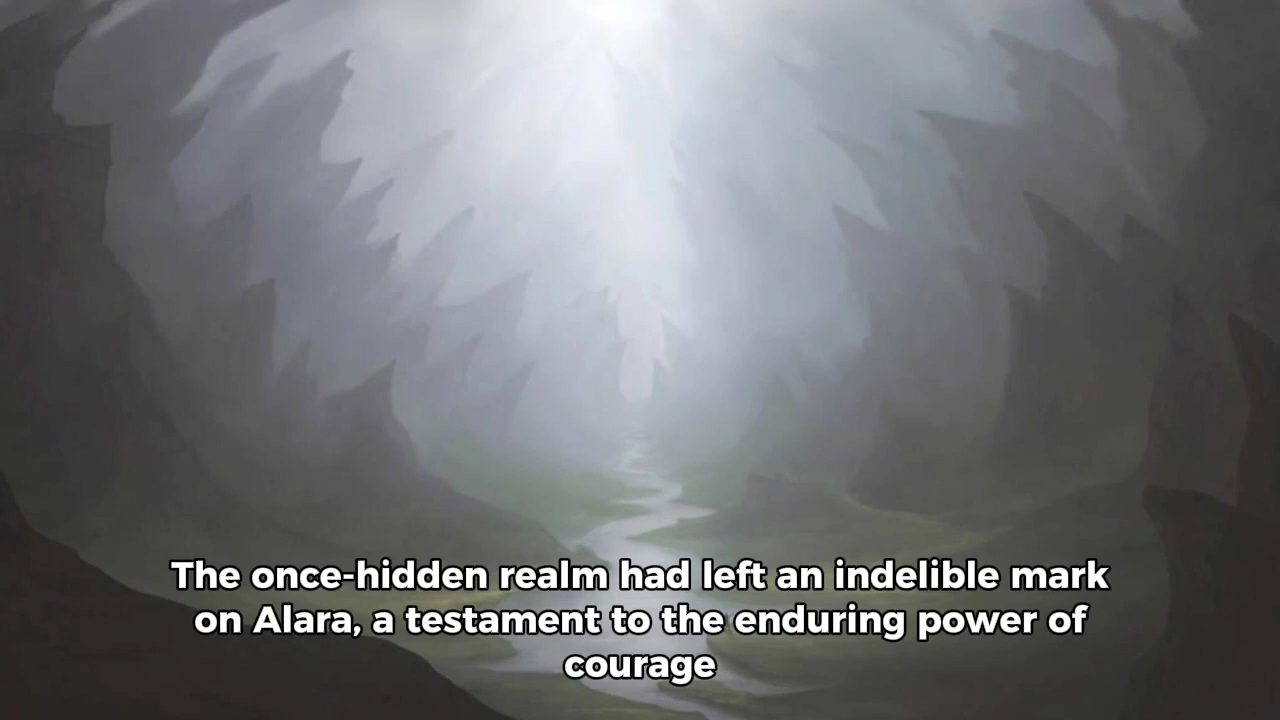 The once-hidden realm had left an indelible mark
on Alara, a testament to the enduring power of
courage